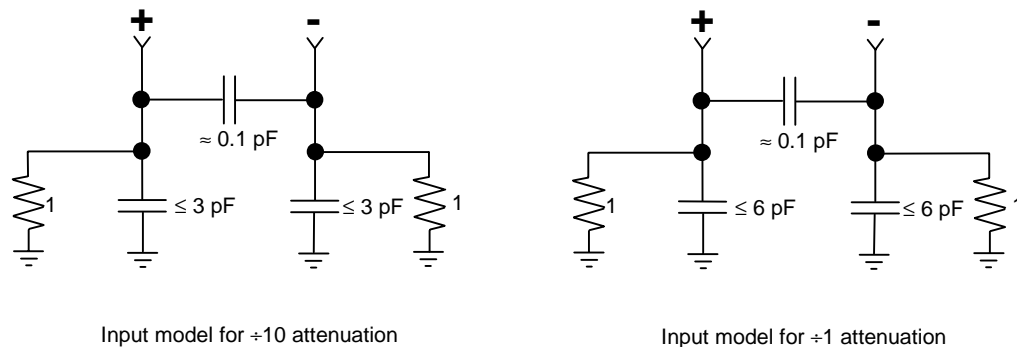 + -
≈ 0.1 pF
1 ≤ 3 pF ≤ 3 pF 1
Input model for ÷10 attenuation
+ -
≈ 0.1 pF
1 ≤ 6 pF ≤ 6 pF 1
Input model for ÷1 attenuation